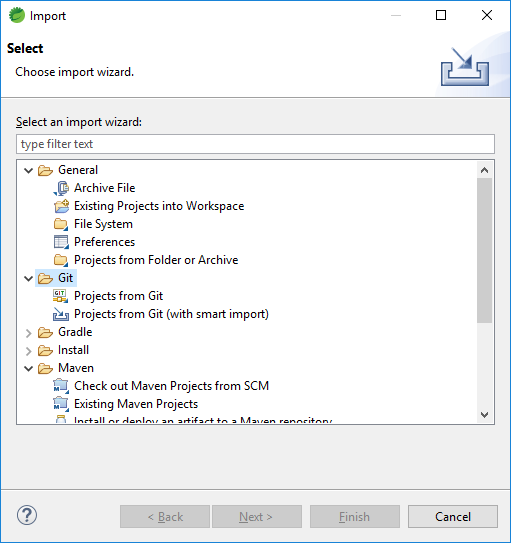 Import
Select
Choose import wizard.
Select an import wizard:
type filter text
General
Archive File
Existing Projects into Workspace
File System
Preferences
Projects from Folder or Archive
Git
GIT
Projects from Git
Projects from Git (with smart import)
Gradle
Install
Maven
M
Check out Maven Projects from SCM
M
Existing Maven Projects
M
Install or deploy an artifact to a Maven repository
?
< Back
Next >
Finish
Cancel